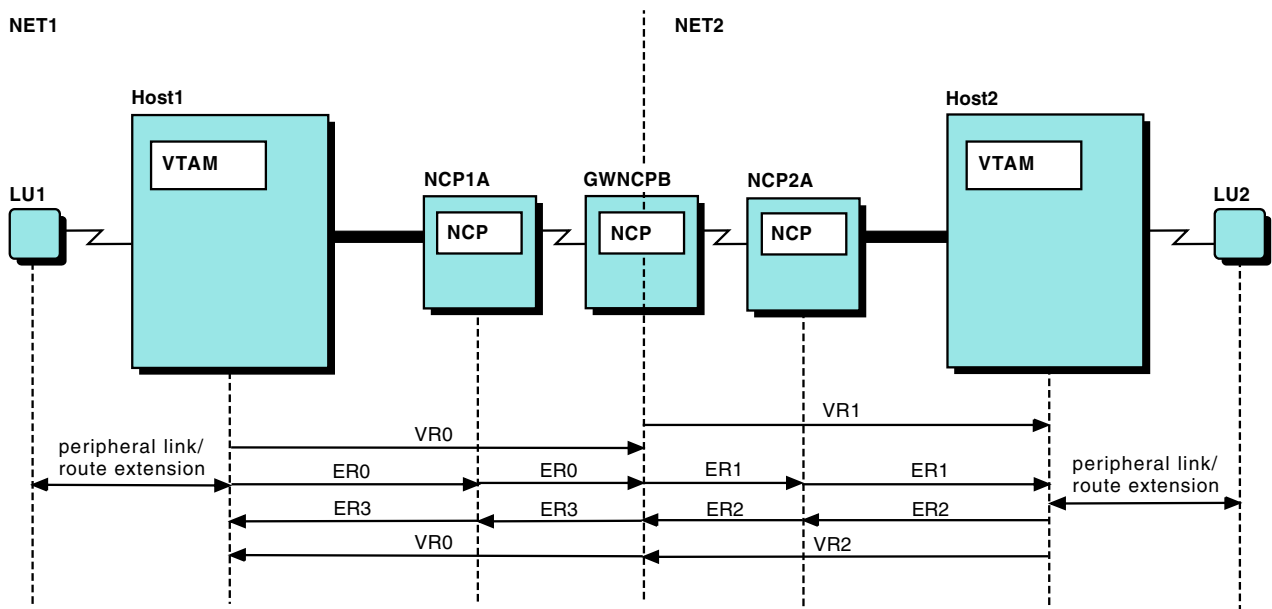 NET1
NET2
Host1
Host2
VTAM
VTAM
NCP1A
GWNCPB
NCP2A
LU1
LU2
NCP
NCP
NCP
VR1
VR0
peripheral link/
route extension
peripheral link/
route extension
ER0
ER0
ER1
ER1
ER3
ER3
ER2
ER2
VR0
VR2